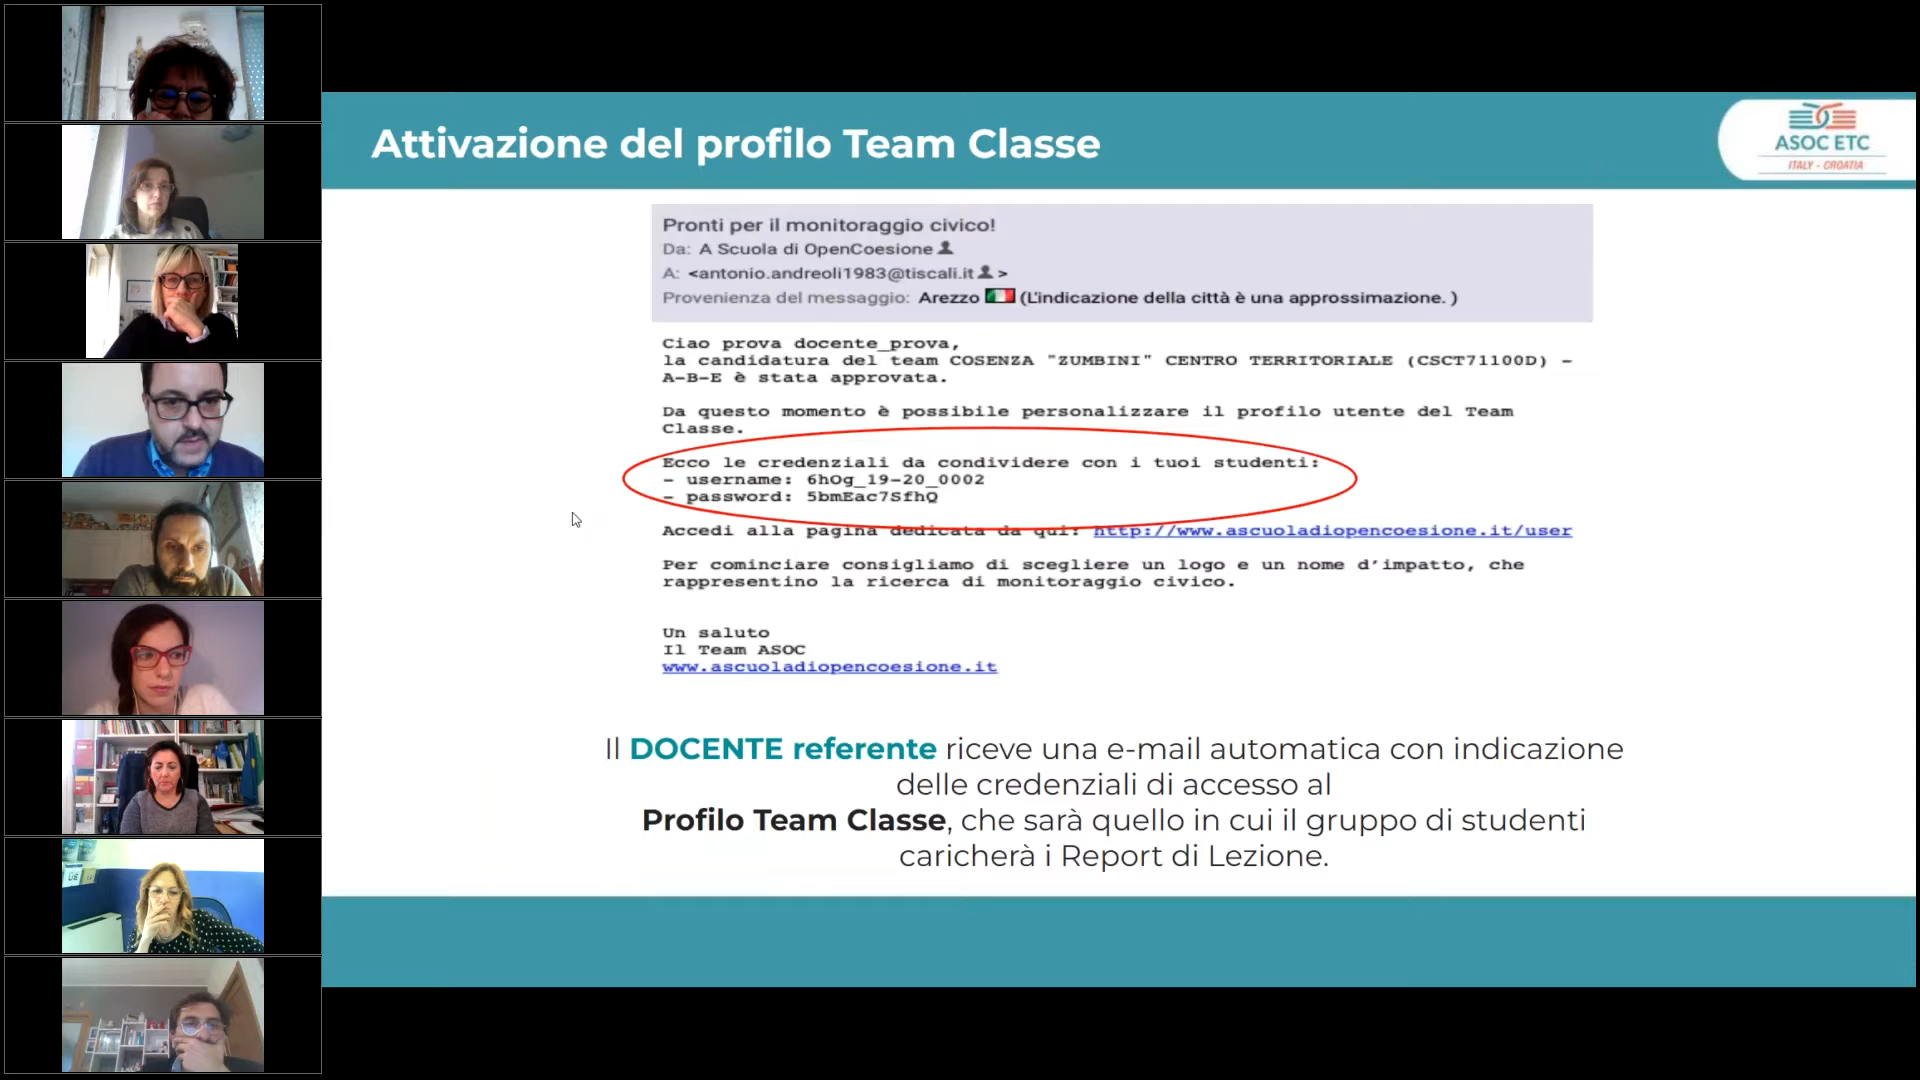 Attivazione del profilo Team Classe
ASOC ETC
ITALY - CROATIA
Pronti per il monitoraggio civico!
Da: A Scuola di OpenCoesione
A: <antonio.andreoli1983@tiscali.it >
Provenienza del messaggio: Arezzo (L'indicazione della città è una approssimazione. )
Ciao prova docente_prova,
la candidatura del team COSENZA "ZUMBINI" CENTRO TERRITORIALE (CSCT71100D) -
A-B-E è stata approvata.
Da questo momento è possibile personalizzare il profilo utente del Team
Classe.
Ecco le credenziali da condividere con i tuoi studenti:
- username: 6hOg_19-20_0002
- password: 5bmEac7SfhQ
Accedi alla pagina dedicata da qui: http://www.ascuoladiopencoesione.it/user
Per cominciare consigliamo di scegliere un logo e un nome d'impatto, che
rappresentino la ricerca di monitoraggio civico.
Un saluto
Il Team ASOC
www.ascuoladiopencoesione.it
Il DOCENTE referente riceve una e-mail automatica con indicazione
delle credenziali di accesso al
Profilo Team Classe, che sarà quello in cui il gruppo di studenti
caricherà i Report di Lezione.